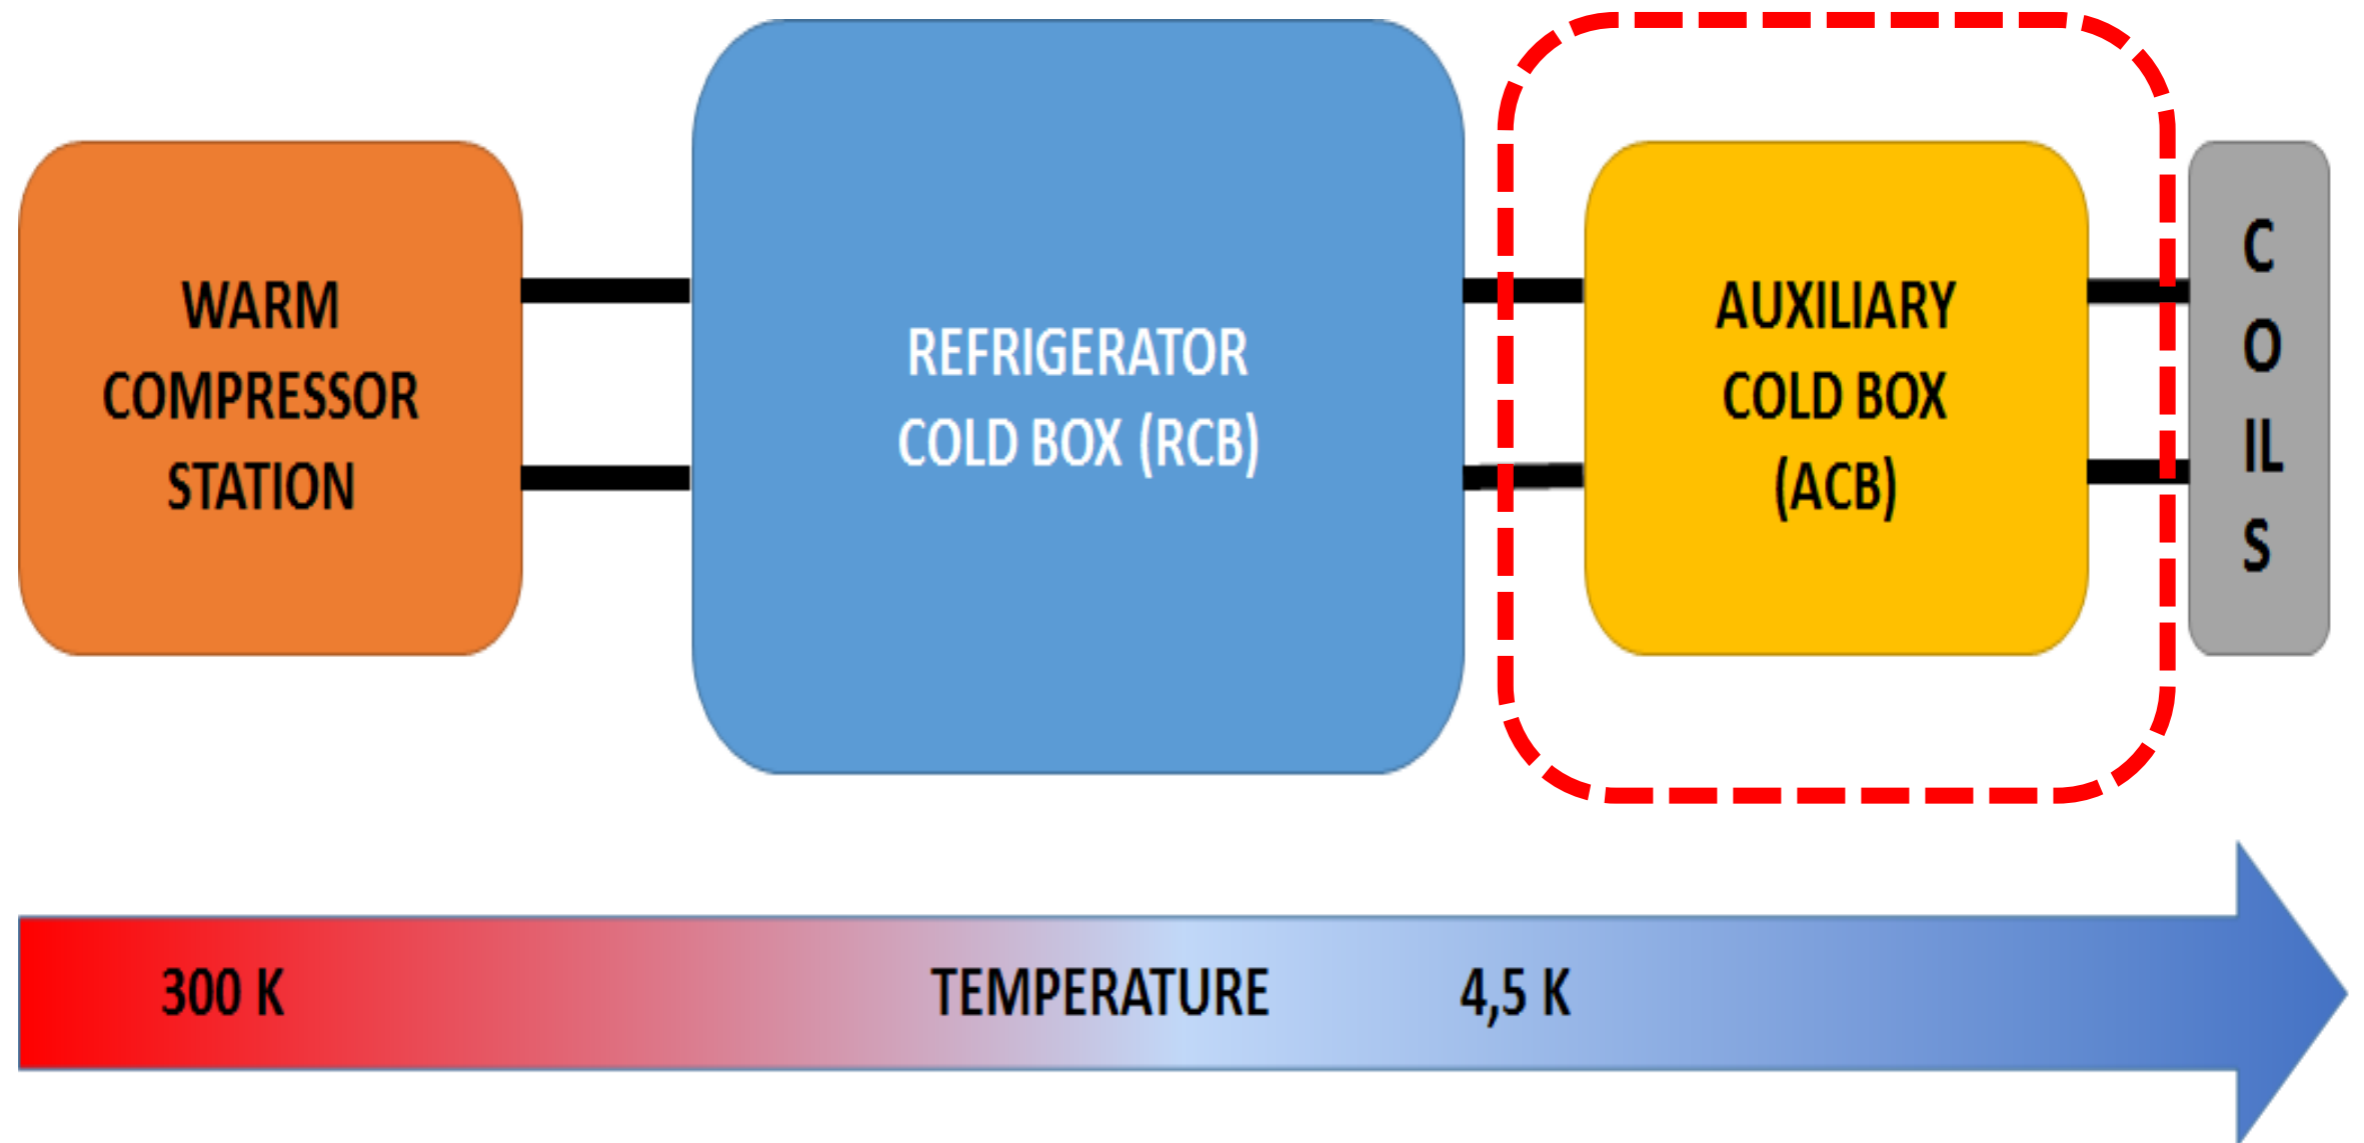 WARM
COMPRESSOR
STATION
REFRIGERATOR
COLD BOX (RCB)
AUXILIARY
COLD BOX
(ACB)
C
O
IL
S
300 K
TEMPERATURE
4,5 K